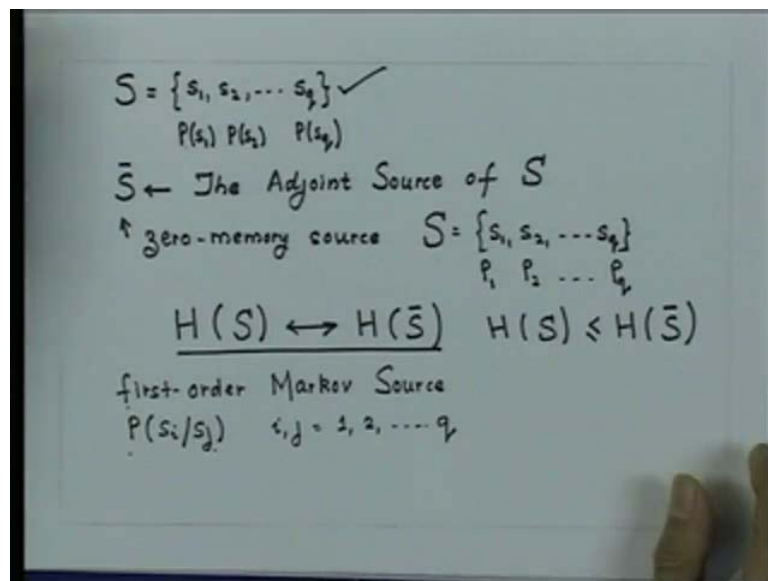 S = {s₁, s₂, --- s_q} ✓
P(s₁) P(s₂) P(s_q)
S̄ ← The Adjoint Source of S
↑ zero-memory source S = {s₁, s₂, --- s_q}
P₁ P₂ ... P_q
H(S) ↔ H(S̄) H(S) ≤ H(S̄)
first-order Markov Source
P(si/sj) i,j = 1, 2, ---- q